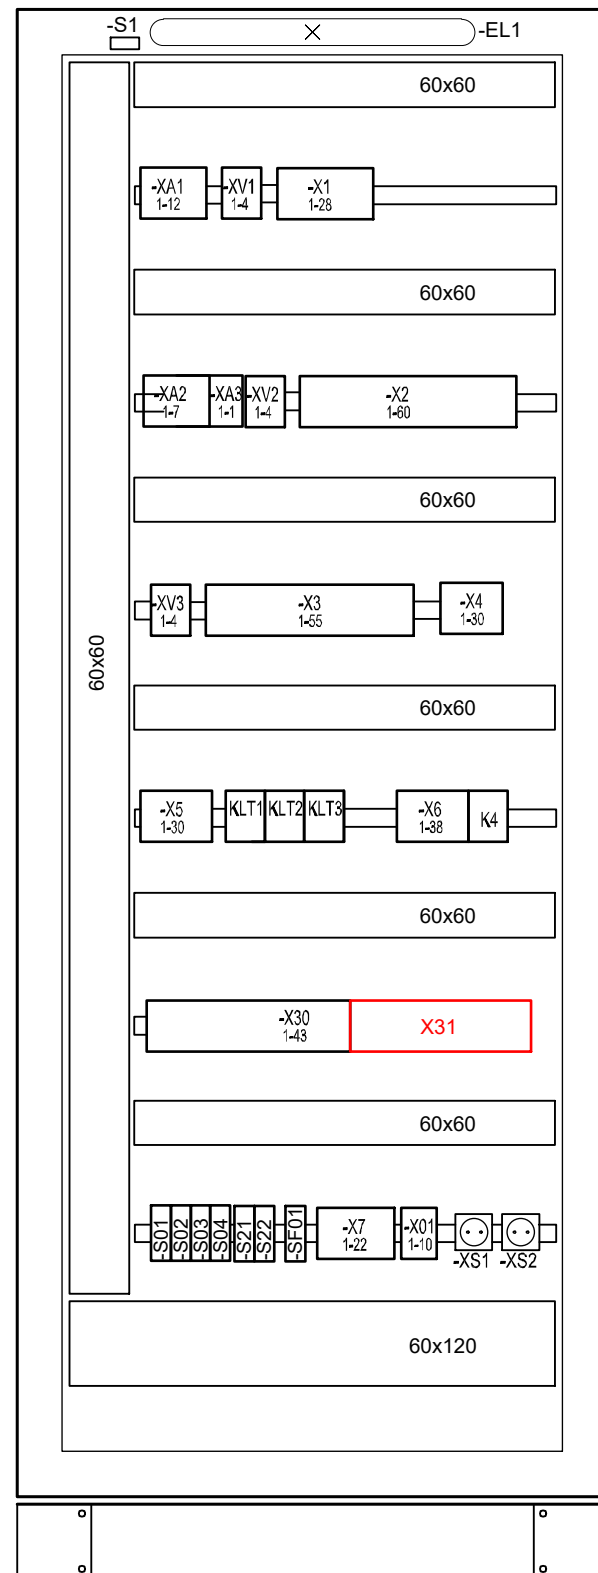 -S1
-EL1
60x60
-XA1
1-12
-XV1
1-4
-X1
1-28
60x60
-XA2
1-7
-XA3
1-1
-XV2
1-4
-X2
1-60
60x60
-XV3
1-4
-X3
1-55
-X4
1-30
60x60
60x60
-X5
1-30
KLT1
KLT2
KLT3
-X6
1-38
K4
60x60
-X30
1-43
X31
60x60
-S01
-S02
-S03
-S04
-S21
-S22
-SF01
-X7
1-22
-X01
1-10
-XS1
-XS2
60x120